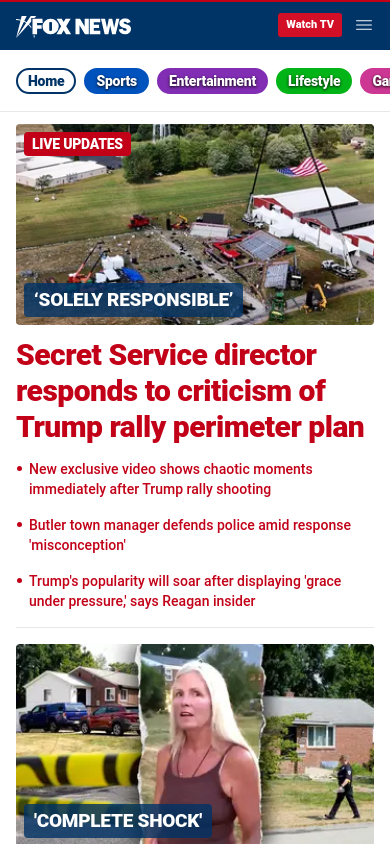 FOX NEWS
Watch TV
Home
Sports
Entertainment
Lifestyle
Ga
LIVE UPDATES
‘SOLELY RESPONSIBLE’
Secret Service director
responds to criticism of
Trump rally perimeter plan
New exclusive video shows chaotic moments
immediately after Trump rally shooting
Butler town manager defends police amid response
'misconception'
Trump's popularity will soar after displaying 'grace
under pressure,' says Reagan insider
'COMPLETE SHOCK'